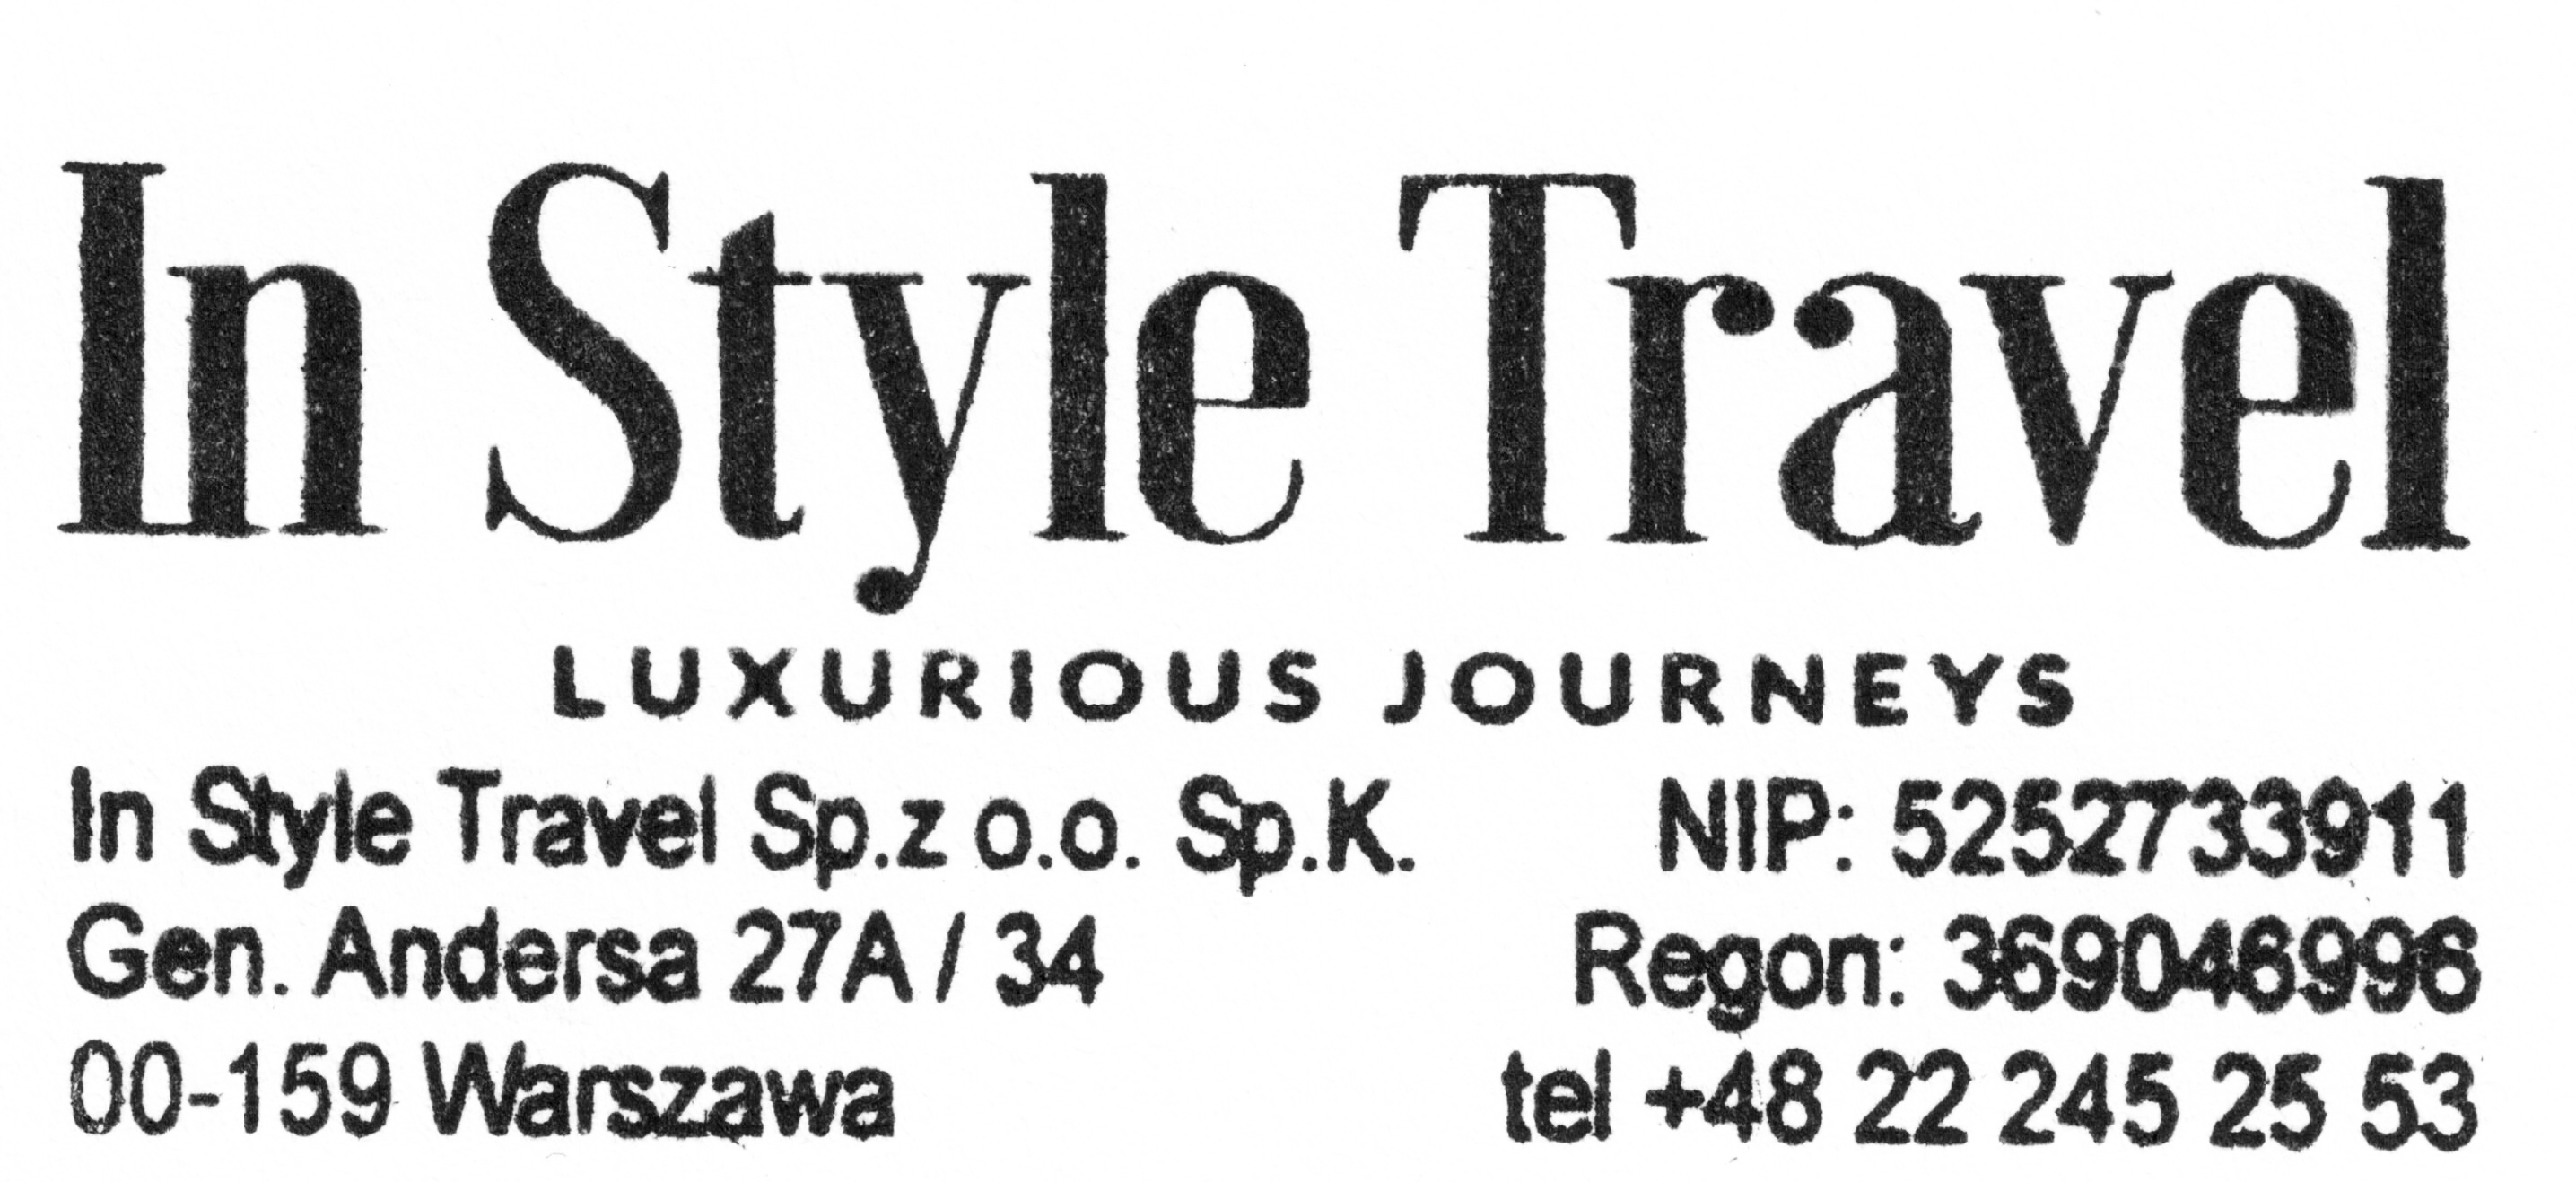 In Style Travel
LUXURIOUS JOURNEYS
In Style Travel Sp.z o.o. Sp.K.
NIP: 5252733911
Gen. Andersa 27A / 34
Regon: 369046996
00-159 Warszawa
tel +48 22 245 25 53